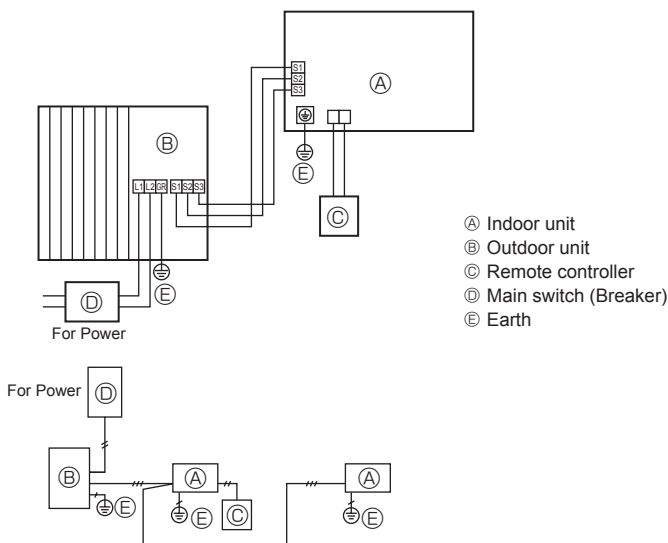 S1
S2
S3
Ⓐ
Ⓑ
Ⓔ
L1 L2 GR S1 S2 S3
Ⓒ
Ⓔ
Ⓓ
For Power
Ⓐ Indoor unit
Ⓑ Outdoor unit
Ⓒ Remote controller
Ⓓ Main switch (Breaker)
Ⓔ Earth
For Power Ⓓ
Ⓑ Ⓔ Ⓐ Ⓔ Ⓒ Ⓐ Ⓔ